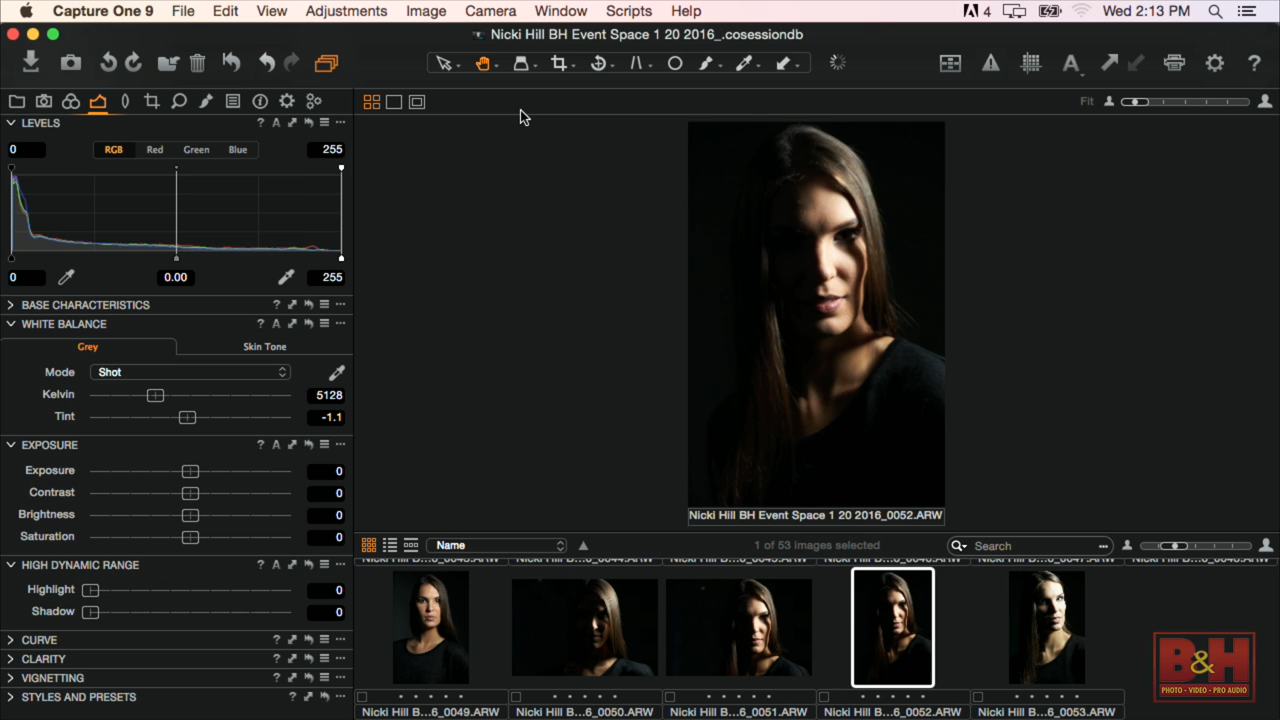 Capture One 9 File Edit View Adjustments Image Camera Window Scripts Help 4 Wed 2:13 PM
Nicki Hill BH Event Space 1 20 2016_.cosessiondb
LEVELS
0 RGB Red Green Blue 255
0 0.00 255
BASE CHARACTERISTICS
WHITE BALANCE
Grey Skin Tone
Mode Shot
Kelvin 5128
Tint -1.1
EXPOSURE
Exposure 0
Contrast 0
Brightness 0
Saturation 0
HIGH DYNAMIC RANGE
Highlight 0
Shadow 0
CURVE
CLARITY
VIGNETTING
STYLES AND PRESETS
Fit
Nicki Hill BH Event Space 1 20 2016_0052.ARW
Name 1 of 53 images selected Search
Nicki Hill B...6_0049.ARW Nicki Hill B...6_0050.ARW Nicki Hill B...6_0051.ARW Nicki Hill B...6_0052.ARW Nicki Hill B...6_0053.ARW
B&H
PHOTO - VIDEO - PRO AUDIO